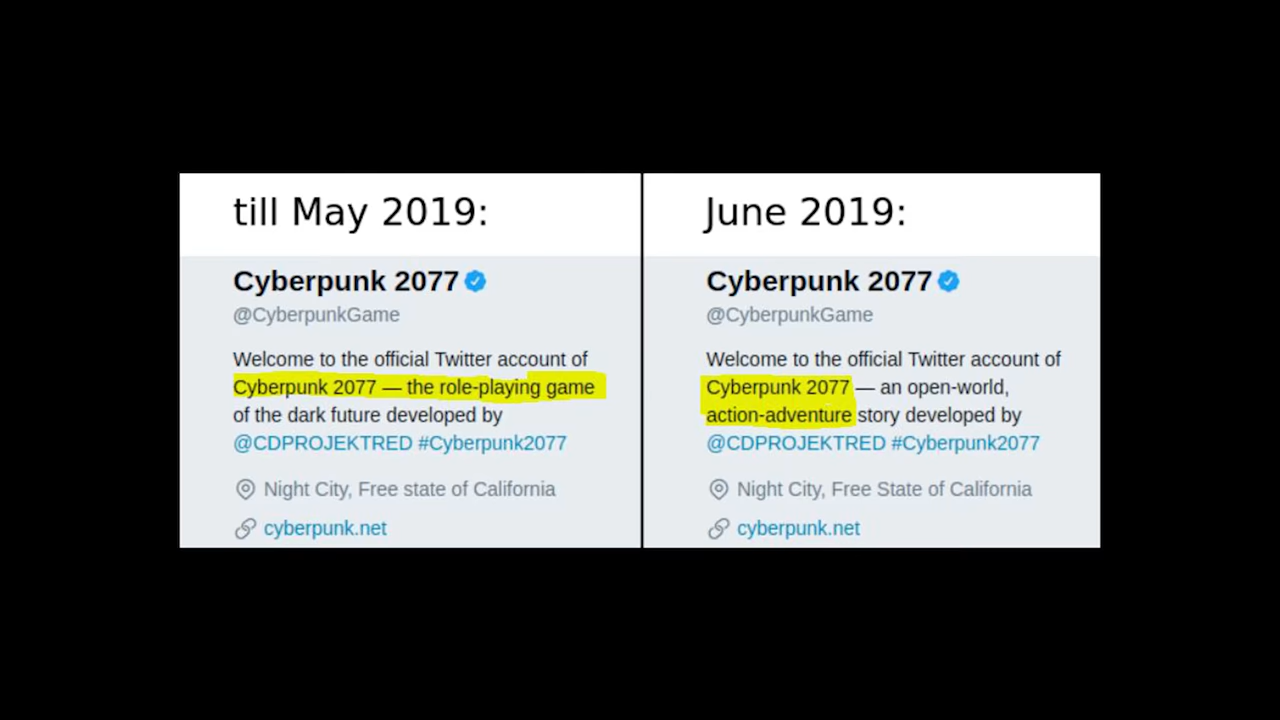 till May 2019:
Cyberpunk 2077
@CyberpunkGame
Welcome to the official Twitter account of
Cyberpunk 2077 — the role-playing game
of the dark future developed by
@CDPROJEKTRED #Cyberpunk2077
Night City, Free state of California
cyberpunk.net
June 2019:
Cyberpunk 2077
@CyberpunkGame
Welcome to the official Twitter account of
Cyberpunk 2077 — an open-world,
action-adventure story developed by
@CDPROJEKTRED #Cyberpunk2077
Night City, Free State of California
cyberpunk.net